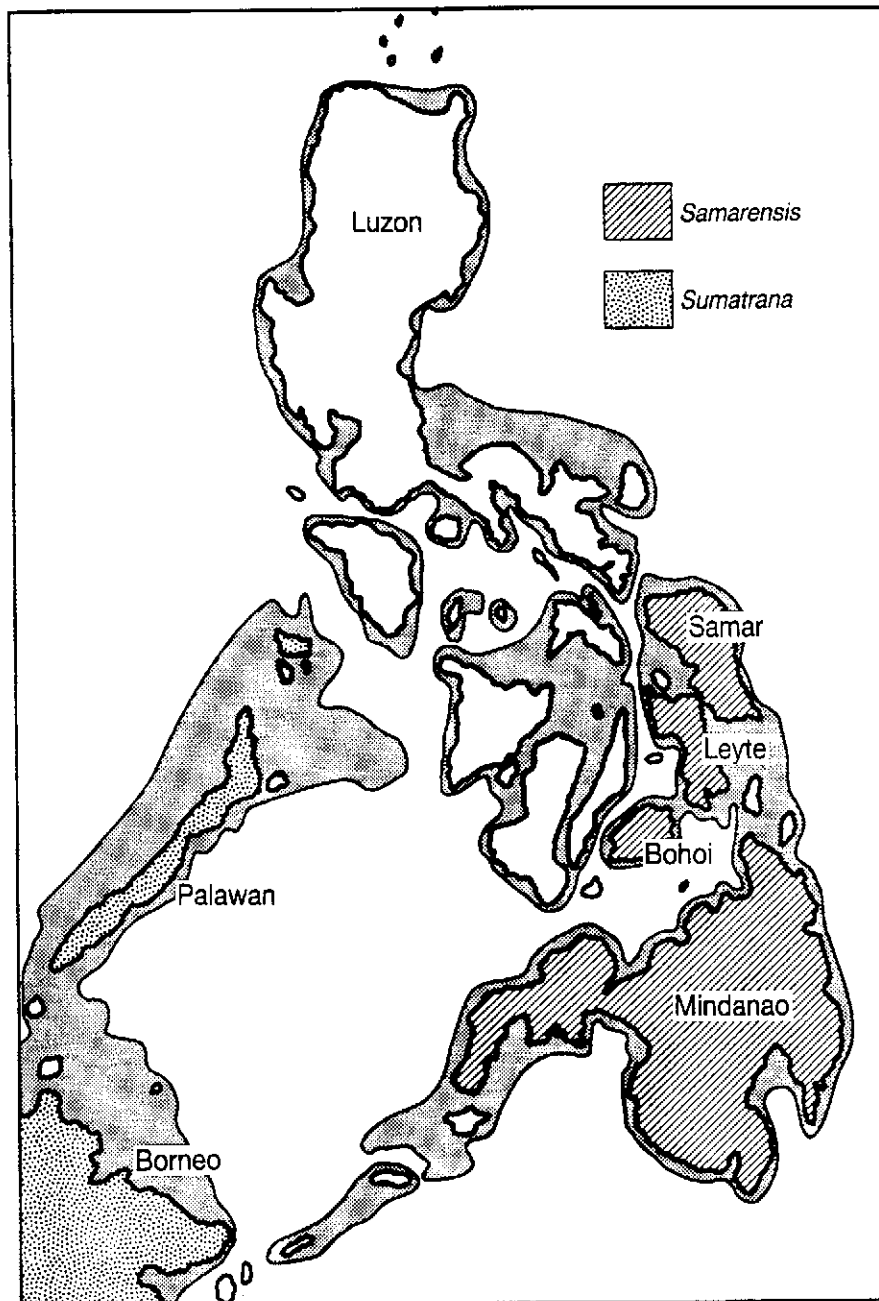 Luzon
Samarensis
Sumatrana
Samar
Leyte
Bohoi
Palawan
Mindanao
Borneo